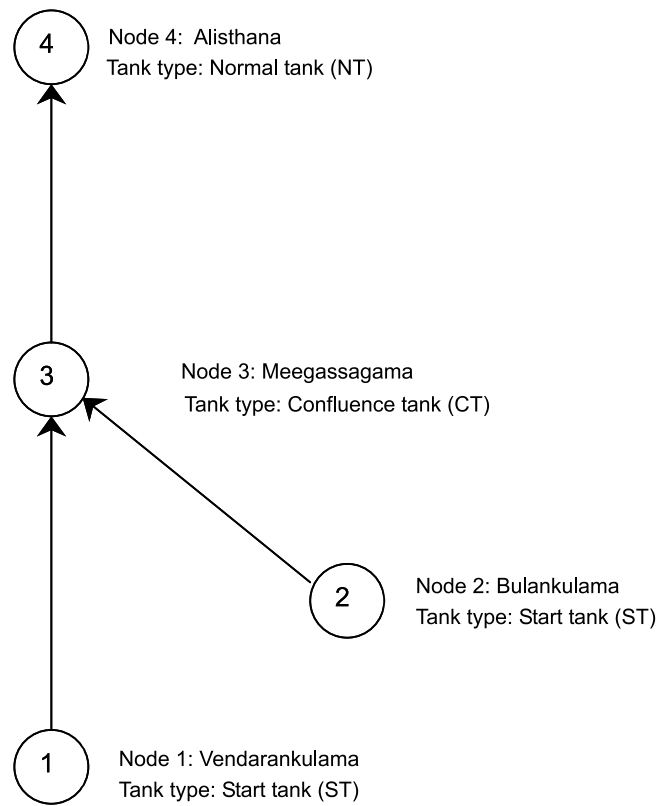 4
Node 4: Alisthana
Tank type: Normal tank (NT)
3
Node 3: Meegassagama
Tank type: Confluence tank (CT)
2
Node 2: Bulankulama
Tank type: Start tank (ST)
1
Node 1: Vendarankulama
Tank type: Start tank (ST)